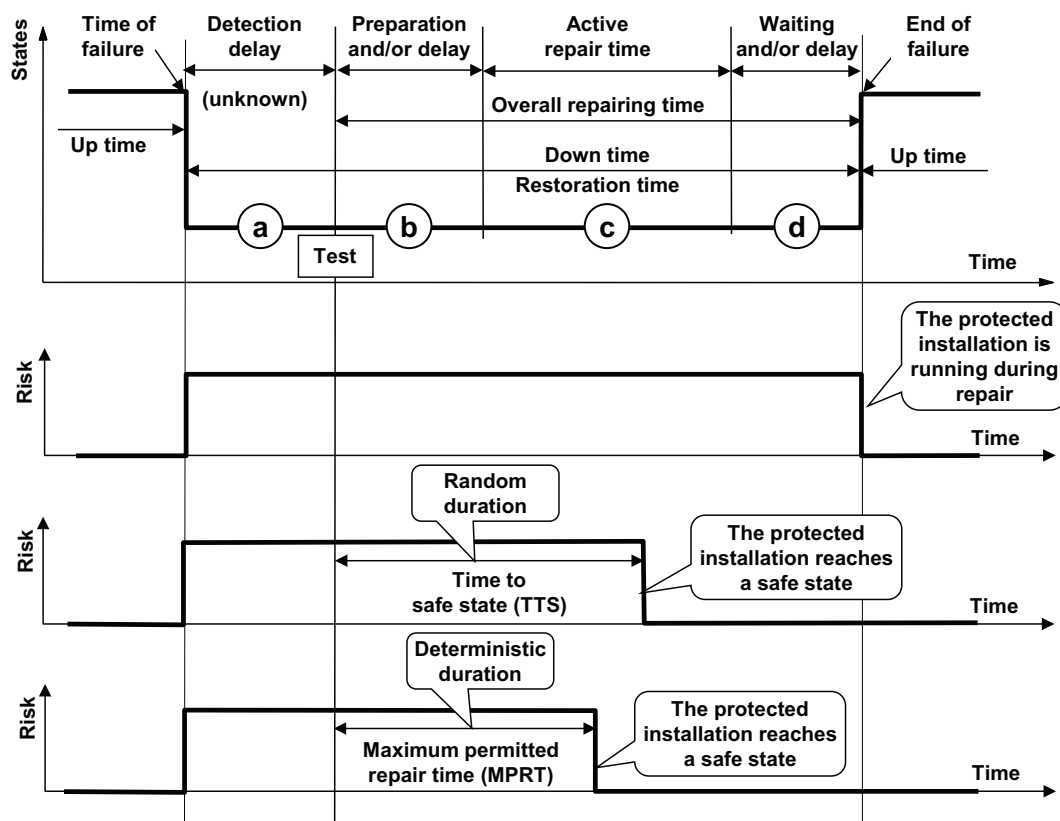 States
Time of
failure
Detection
delay
(unknown)
Preparation
and/or delay
Active
repair time
Waiting
and/or delay
End of
failure
Overall repairing time
Up time
Down time
Restoration time
Up time
a
b
c
d
Test
Time
Risk
The protected
installation is
running during
repair
Time
Risk
Random
duration
Time to
safe state (TTS)
The protected
installation reaches
a safe state
Time
Risk
Deterministic
duration
Maximum permitted
repair time (MPRT)
The protected
installation reaches
a safe state
Time